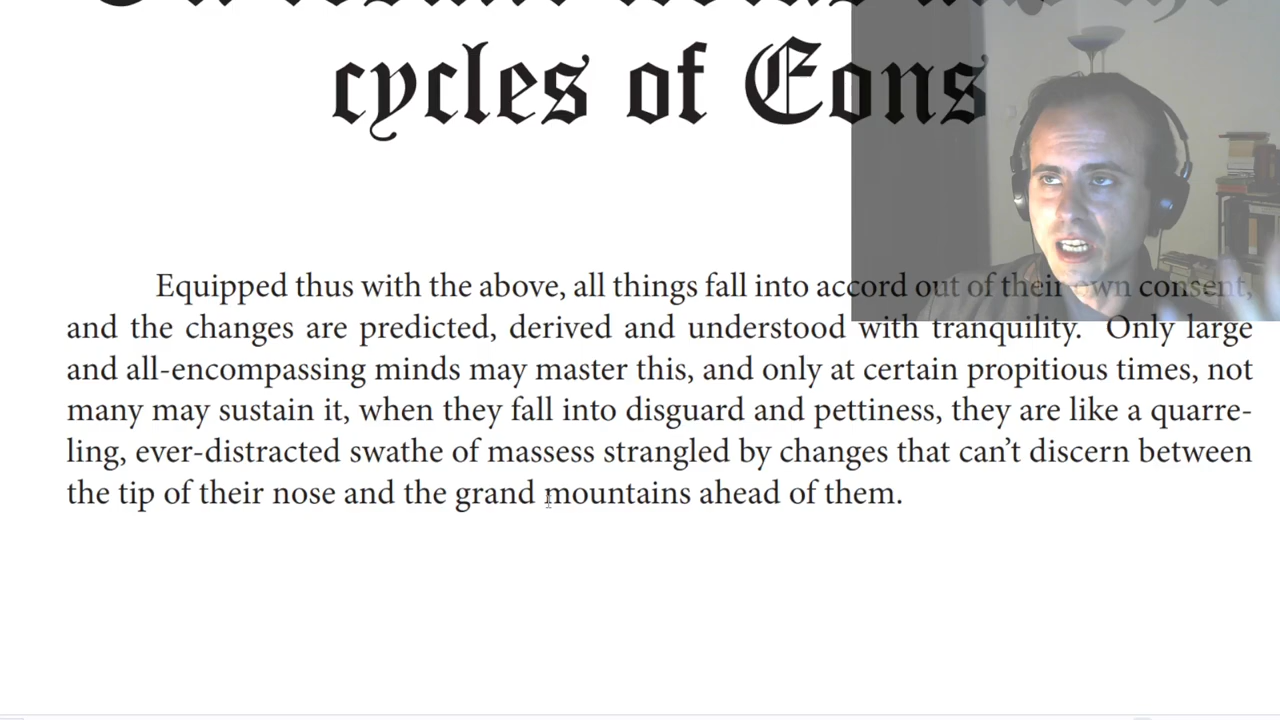 cycles of Eons
Equipped thus with the above, all things fall into accord out of their own consent,
and the changes are predicted, derived and understood with tranquility. Only large
and all-encompassing minds may master this, and only at certain propitious times, not
many may sustain it, when they fall into disguard and pettiness, they are like a quarre-
ling, ever-distracted swathe of massess strangled by changes that can't discern between
the tip of their nose and the grand mountains ahead of them.